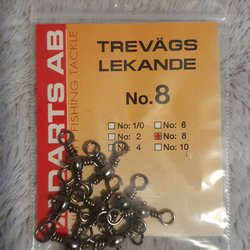 DARTS AB
FISHING TACKLE
TREVÄGS
LEKANDE
No.8
No: 1/0
No: 6
No: 2
No: 8
No: 4
No: 10